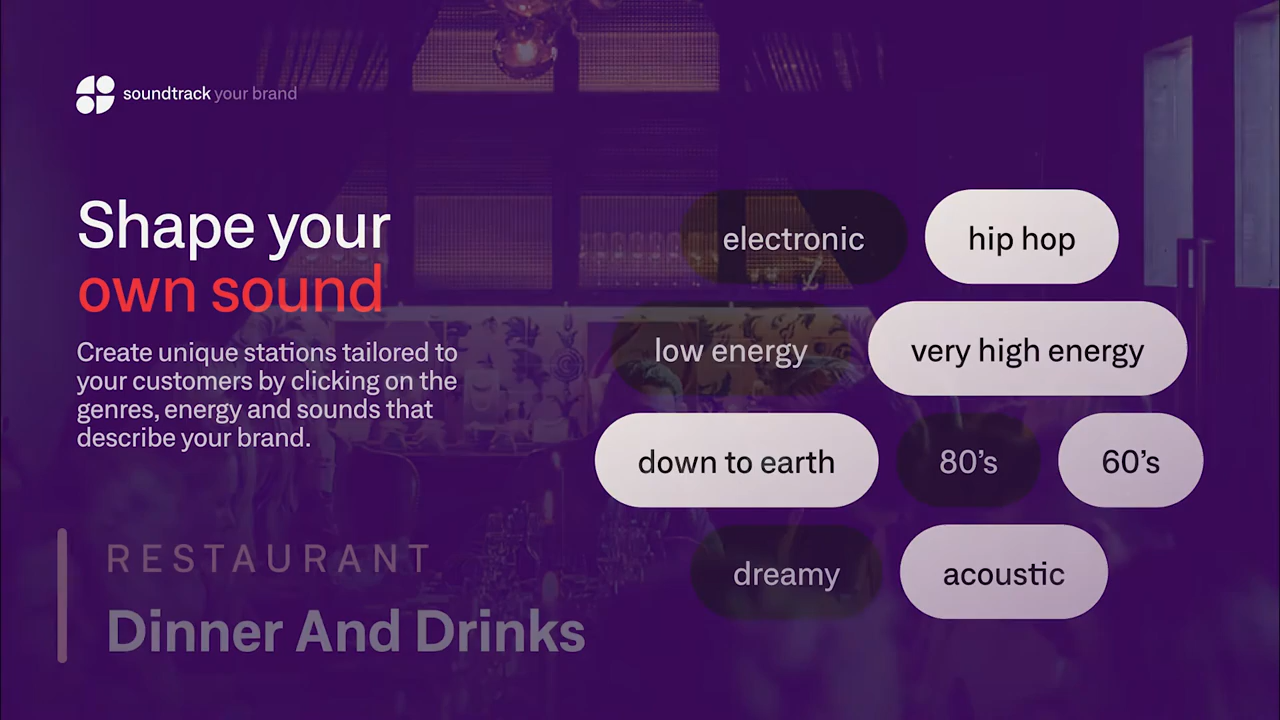 soundtrack your brand
Shape your
own sound
Create unique stations tailored to
your customers by clicking on the
genres, energy and sounds that
describe your brand.
electronic
hip hop
low energy
very high energy
down to earth
80’s
60’s
dreamy
acoustic
RESTAURANT
Dinner And Drinks